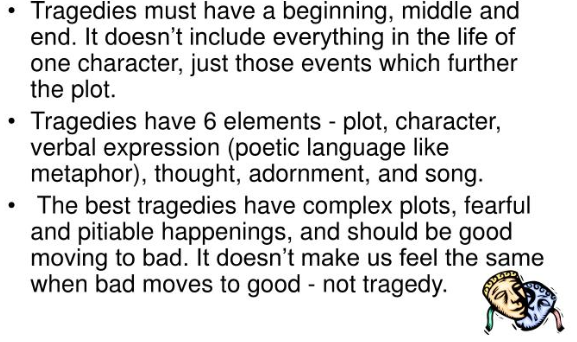 • Tragedies must have a beginning, middle and
end. It doesn't include everything in the life of
one character, just those events which further
the plot.
• Tragedies have 6 elements - plot, character,
verbal expression (poetic language like
metaphor), thought, adornment, and song.
• The best tragedies have complex plots, fearful
and pitiable happenings, and should be good
moving to bad. It doesn't make us feel the same
when bad moves to good - not tragedy.